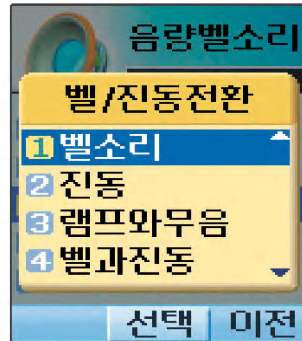 음량벨소리
벨/진동전환
1벨소리
2진동
3램프와무음
4벨과진동
선택 이전